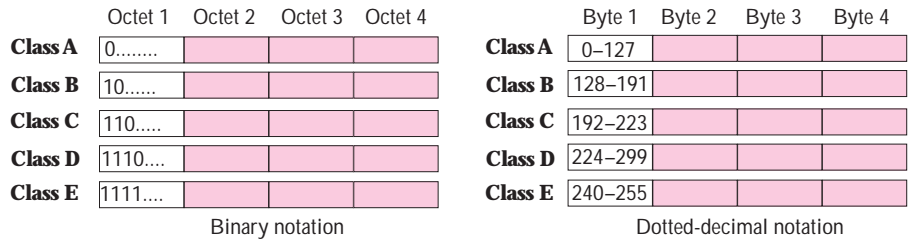 Octet 1 Octet 2 Octet 3 Octet 4
Class A 0........
Class B 10......
Class C 110.....
Class D 1110....
Class E 1111....
Binary notation
Byte 1 Byte 2 Byte 3 Byte 4
Class A 0–127
Class B 128–191
Class C 192–223
Class D 224–299
Class E 240–255
Dotted-decimal notation